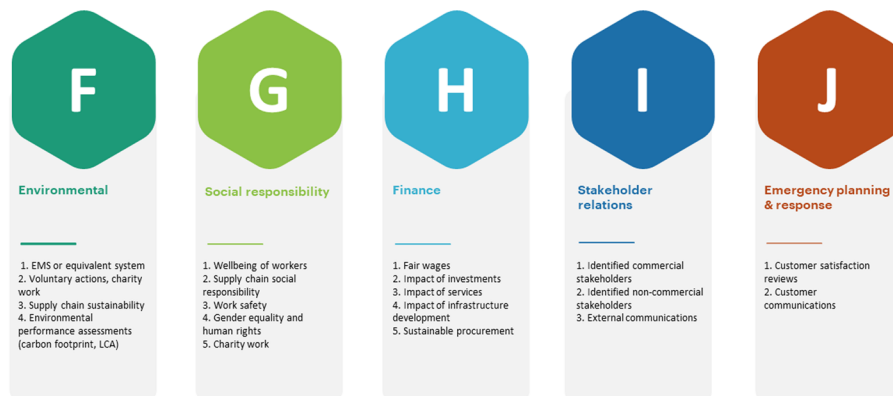 F
Environmental
1. EMS or equivalent system
2. Voluntary actions, charity
work
3. Supply chain sustainability
4. Environmental
performance assessments
(carbon footprint, LCA)
G
Social responsibility
1. Wellbeing of workers
2. Supply chain social
responsibility
3. Work safety
4. Gender equality and
human rights
5. Charity work
H
Finance
1. Fair wages
2. Impact of investments
3. Impact of services
4. Impact of infrastructure
development
5. Sustainable procurement
I
Stakeholder
relations
1. Identified commercial
stakeholders
2. Identified non-commercial
stakeholders
3. External communications
J
Emergency planning
& response
1. Customer satisfaction
reviews
2. Customer
communications